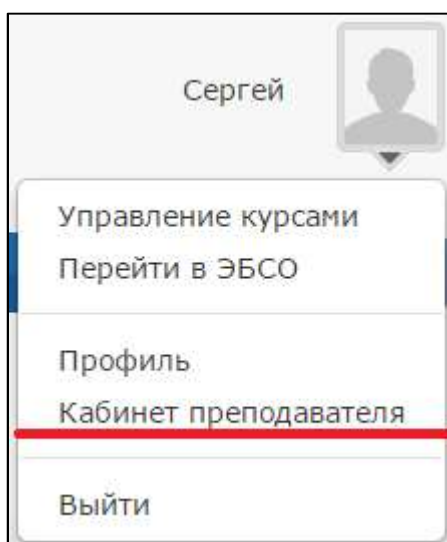 Сергей
Управление курсами
Перейти в ЭБСО
Профиль
Кабинет преподавателя
Выйти